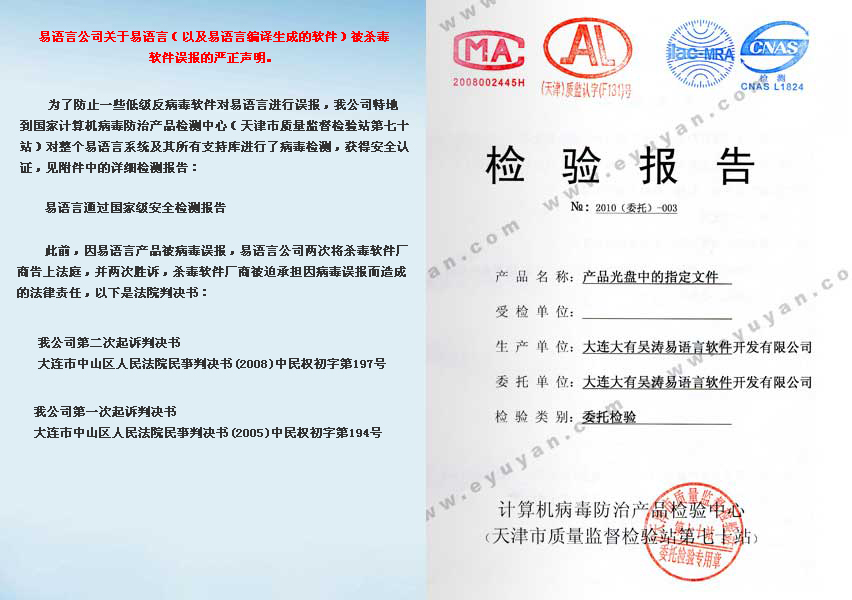 易语言公司关于易语言（以及易语言编译生成的软件）被杀毒
软件误报的严正声明。
为了防止一些低级反病毒软件对易语言进行误报，我公司特地
到国家计算机病毒防治产品检测中心（天津市质量监督检验站第七十
站）对整个易语言系统及其所有支持库进行了病毒检测，获得安全认
证，见附件中的详细检测报告：
易语言通过国家级安全检测报告
此前，因易语言产品被病毒误报，易语言公司两次将杀毒软件厂
商告上法庭，并两次胜诉，杀毒软件厂商被迫承担因病毒误报而造成
的法律责任，以下是法院判决书：
我公司第二次起诉判决书
大连市中山区人民法院民事判决书(2008)中民权初字第197号
我公司第一次起诉判决书
大连市中山区人民法院民事判决书(2005)中民权初字第194号
MA
2008002445H
AL
(天津)质监认字(F131)号
ilac-MRA
CNAS
检 测
CNAS L1824
检 验 报 告
№：2010（委托）-003
产 品 名 称：产品光盘中的指定文件
受 检 单 位：
生 产 单 位：大连大有吴涛易语言软件开发有限公司
委 托 单 位：大连大有吴涛易语言软件开发有限公司
检 验 类 别：委托检验
计算机病毒防治产品检验中心
（天津市质量监督检验站第七十站）
天津市质量监督检验站
第七十站
委托检验专用章
www.eyuyan.com
www.eyuyan.com
www.eyuyan.com